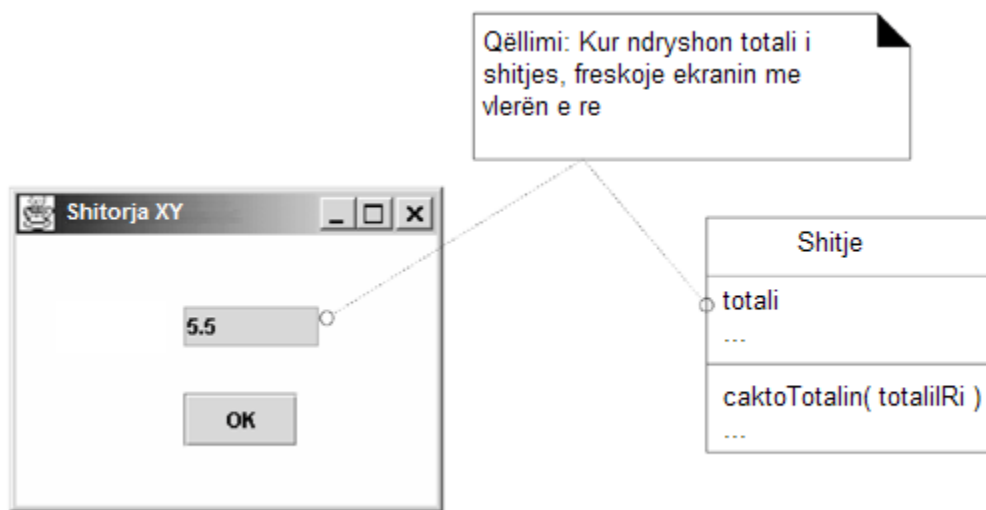 Qëllimi: Kur ndryshon totali i
shitjes, freskoje ekranin me
vlerën e re
Shitorja XY
5.5
OK
Shitje
totali
---
caktoTotalin( totaliIRi )
---